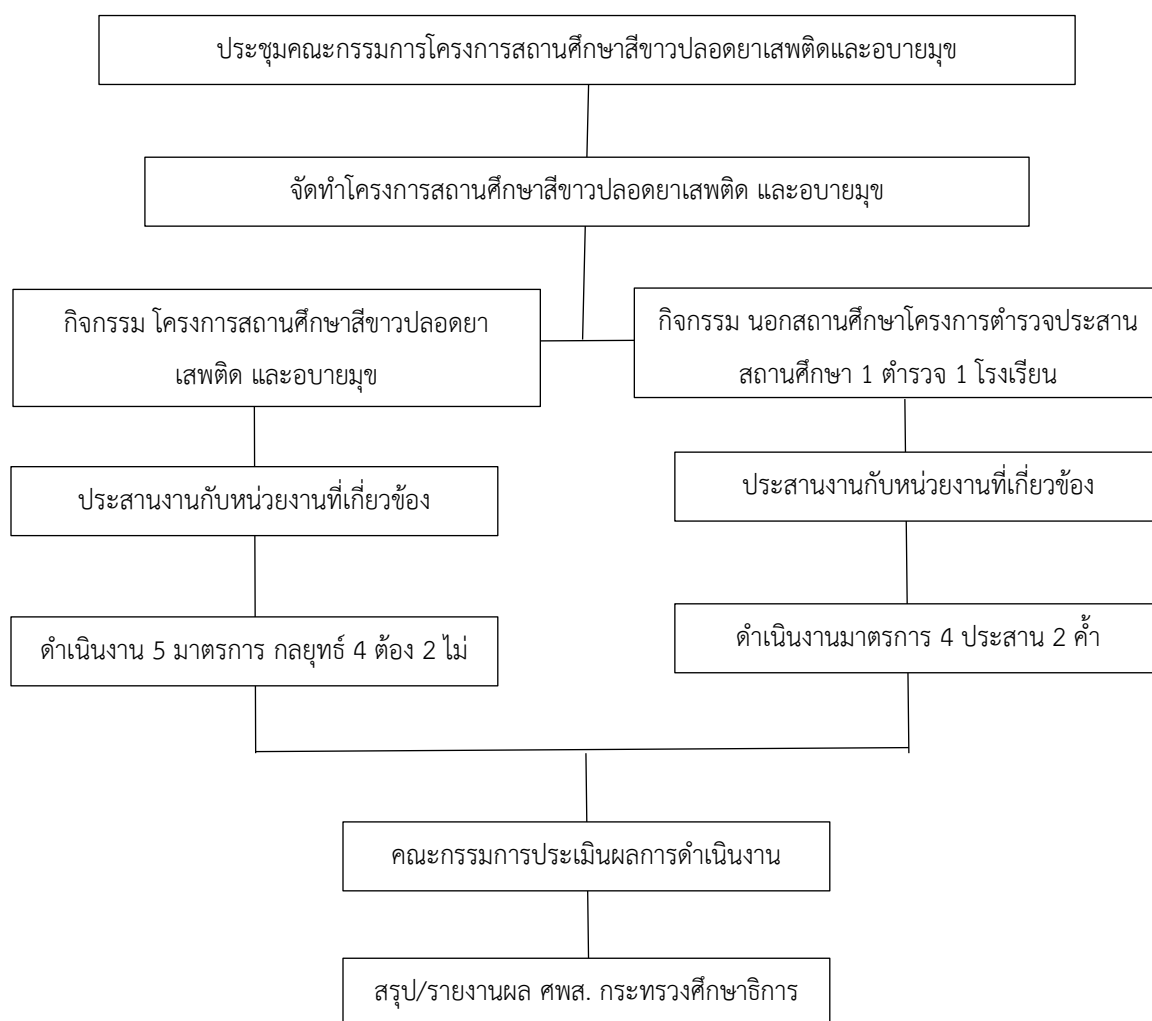 ประชุมคณะกรรมการโครงการสถานศึกษาสีขาวปลอดยาเสพติดและอบายมุข
จัดทำโครงการสถานศึกษาสีขาวปลอดยาเสพติด และอบายมุข
กิจกรรม โครงการสถานศึกษาสีขาวปลอดยา
เสพติด และอบายมุข
กิจกรรม นอกสถานศึกษาโครงการตำรวจประสาน
สถานศึกษา 1 ตำรวจ 1 โรงเรียน
ประสานงานกับหน่วยงานที่เกี่ยวข้อง
ประสานงานกับหน่วยงานที่เกี่ยวข้อง
ดำเนินงาน 5 มาตรการ กลยุทธ์ 4 ต้อง 2 ไม่
ดำเนินงานมาตรการ 4 ประสาน 2 ค้ำ
คณะกรรมการประเมินผลการดำเนินงาน
สรุป/รายงานผล ศพส. กระทรวงศึกษาธิการ